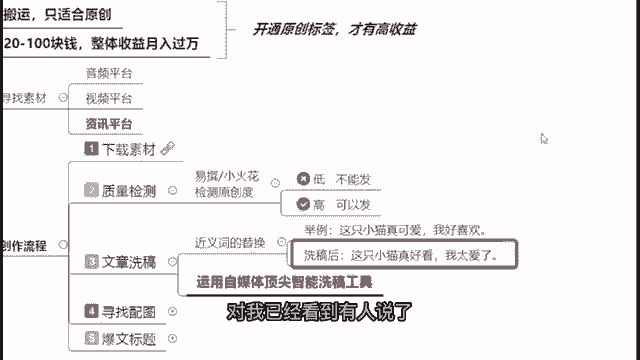 搬运，只适合原创
20-100块钱，整体收益月入过万
开通原创标签，才有高收益
音频平台
寻找素材
视频平台
资讯平台
1 下载素材
2 质量检测
易撰/小火花
检测原创度
低 不能发
高 可以发
创作流程
3 文章洗稿
近义词的替换
举例：这只小猫真可爱，我好喜欢。
洗稿后：这只小猫真好看，我太爱了。
运用自媒体顶尖智能洗稿工具
4 寻找配图
5 爆文标题
对我已经看到有人说了